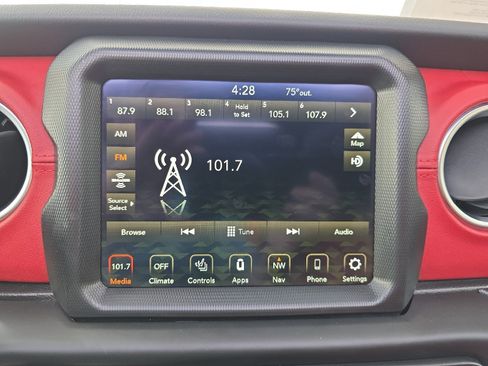 4:28 75° out.
1 87.9 2 88.1 3 98.1 4 Hold to Set 5 105.1 6 107.9
AM
Map
FM
HD
101.7
Source Select
Browse Tune Audio
101.7 OFF NW
Media Climate Controls Apps Nav Phone Settings